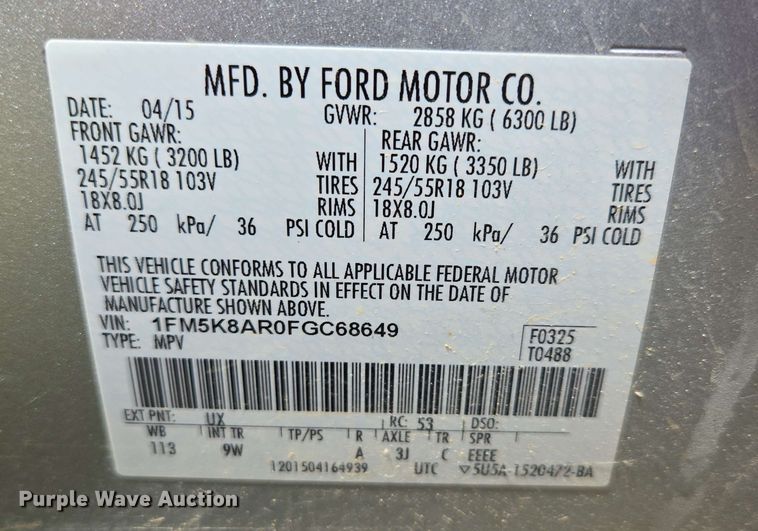 MFD. BY FORD MOTOR CO.
DATE: 04/15 GVWR: 2858 KG ( 6300 LB)
FRONT GAWR: REAR GAWR:
1452 KG ( 3200 LB) WITH 1520 KG ( 3350 LB) WITH
245/55R18 103V TIRES 245/55R18 103V TIRES
18X8.0J RIMS 18X8.0J RIMS
AT 250 kPa/ 36 PSI COLD AT 250 kPa/ 36 PSI COLD
THIS VEHICLE CONFORMS TO ALL APPLICABLE FEDERAL MOTOR
VEHICLE SAFETY STANDARDS IN EFFECT ON THE DATE OF
MANUFACTURE SHOWN ABOVE.
VIN: 1FM5K8AR0FGC68649 F0325
TYPE: MPV T0488
EXT PNT: UX RC: 53 DSO:
WB INT TR TP/PS R AXLE TR SPR
113 9W A 3J C EEEE
1201504164939 UTC ▽5U5A-1520472-BA
Purple Wave Auction